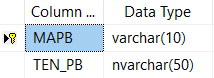 Column ... Data Type
MAPB varchar(10)
TEN_PB nvarchar(50)